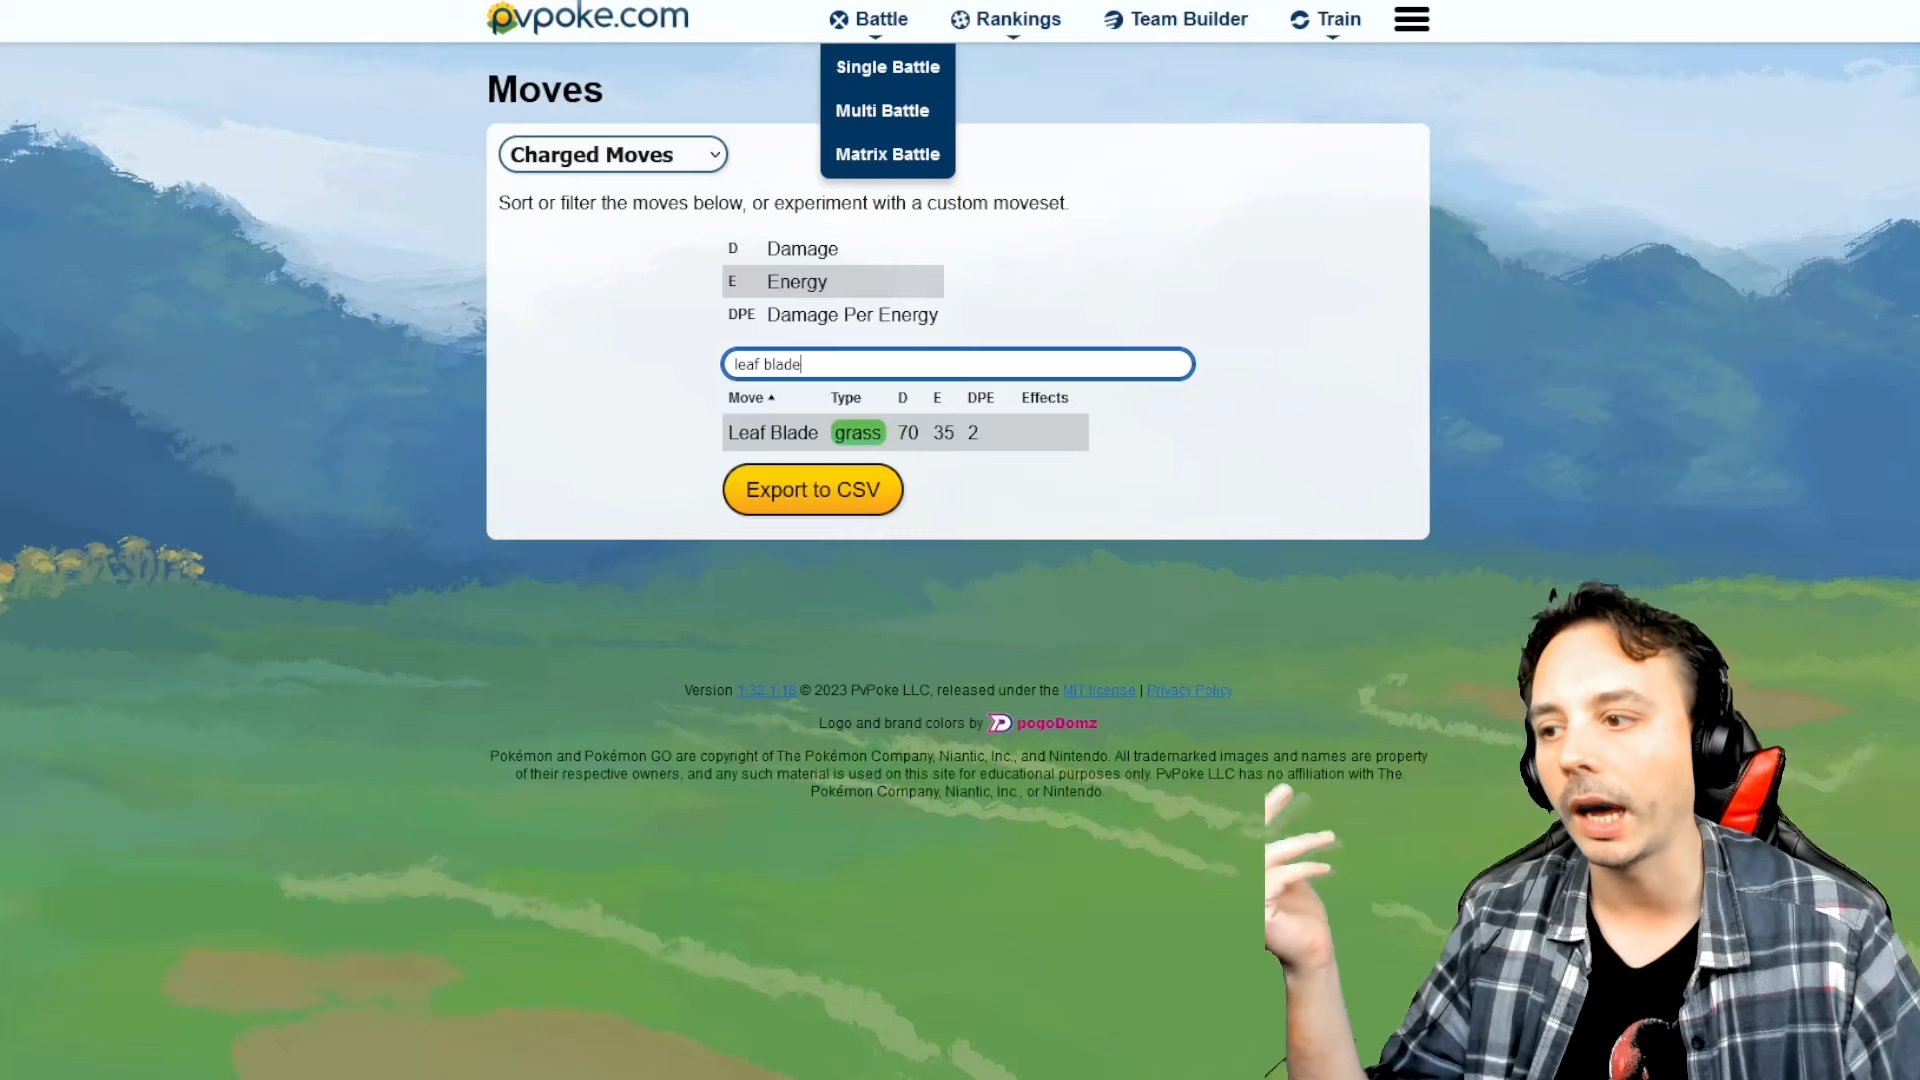 pvpoke.com
Battle Rankings Team Builder Train
Single Battle
Multi Battle
Matrix Battle
Moves
Charged Moves
Sort or filter the moves below, or experiment with a custom moveset.
D Damage
E Energy
DPE Damage Per Energy
leaf blade
Move Type D E DPE Effects
Leaf Blade grass 70 35 2
Export to CSV
Version 1.32.1.18 © 2023 PvPoke LLC, released under the MIT license | Privacy Policy
Logo and brand colors by pogoDomz
Pokémon and Pokémon GO are copyright of The Pokémon Company, Niantic, Inc., and Nintendo. All trademarked images and names are property
of their respective owners, and any such material is used on this site for educational purposes only. PvPoke LLC has no affiliation with The
Pokémon Company, Niantic, Inc., or Nintendo.